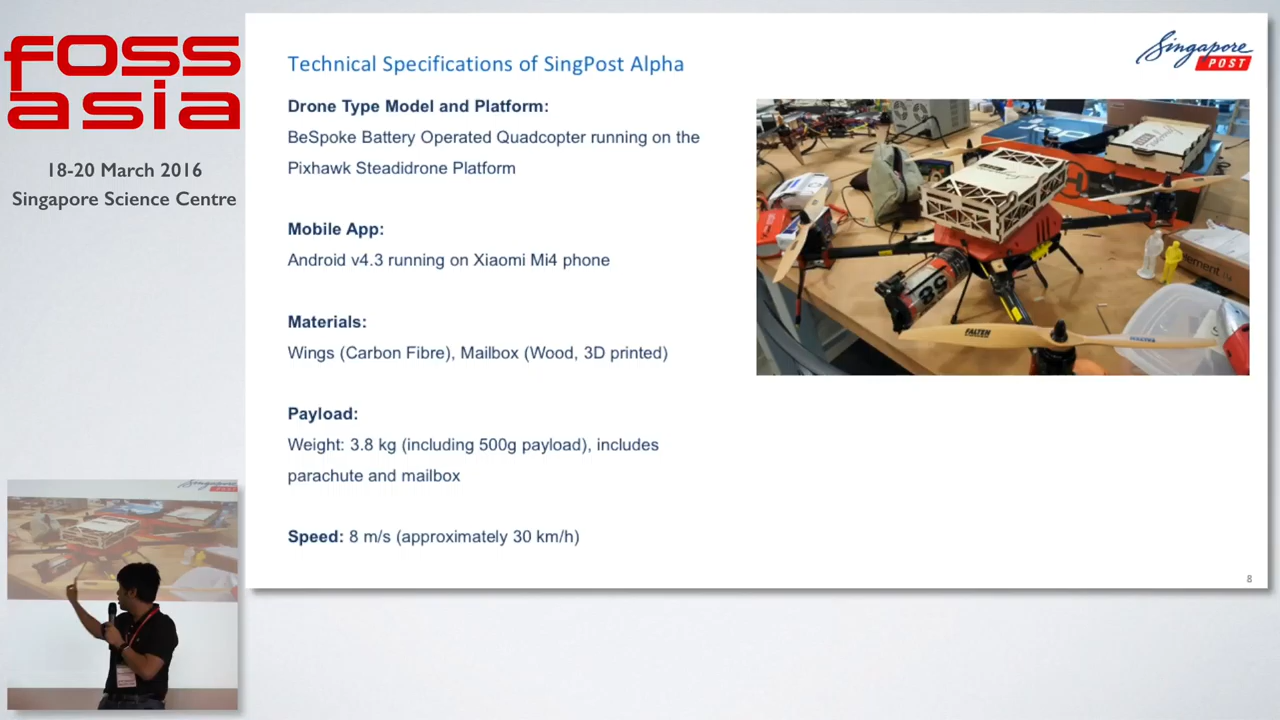 foss
asia
18-20 March 2016
Singapore Science Centre
Technical Specifications of SingPost Alpha
Singapore
POST
Drone Type Model and Platform:
BeSpoke Battery Operated Quadcopter running on the
Pixhawk Steadidrone Platform
Mobile App:
Android v4.3 running on Xiaomi Mi4 phone
Materials:
Wings (Carbon Fibre), Mailbox (Wood, 3D printed)
Payload:
Weight: 3.8 kg (including 500g payload), includes
parachute and mailbox
Speed: 8 m/s (approximately 30 km/h)
FALTEN
8